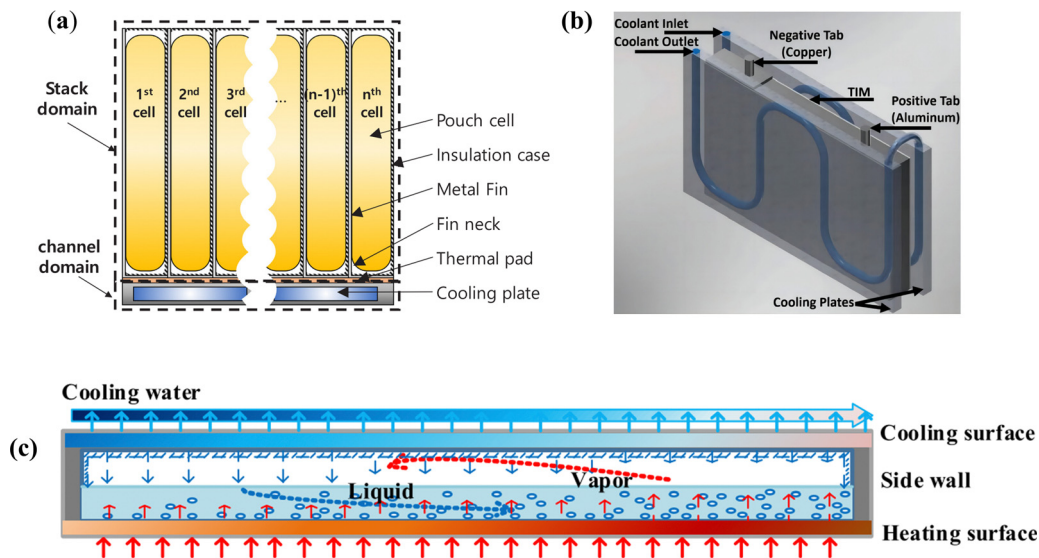 (a)
Stack
domain
channel
domain
1st
cell
2nd
cell
3rd
cell
...
(n-1)th
cell
nth
cell
Pouch cell
Insulation case
Metal Fin
Fin neck
Thermal pad
Cooling plate
(b)
Coolant Inlet
Coolant Outlet
Negative Tab
(Copper)
TIM
Positive Tab
(Aluminum)
Cooling Plates
(c)
Cooling water
Cooling surface
Vapor
Liquid
Side wall
Heating surface